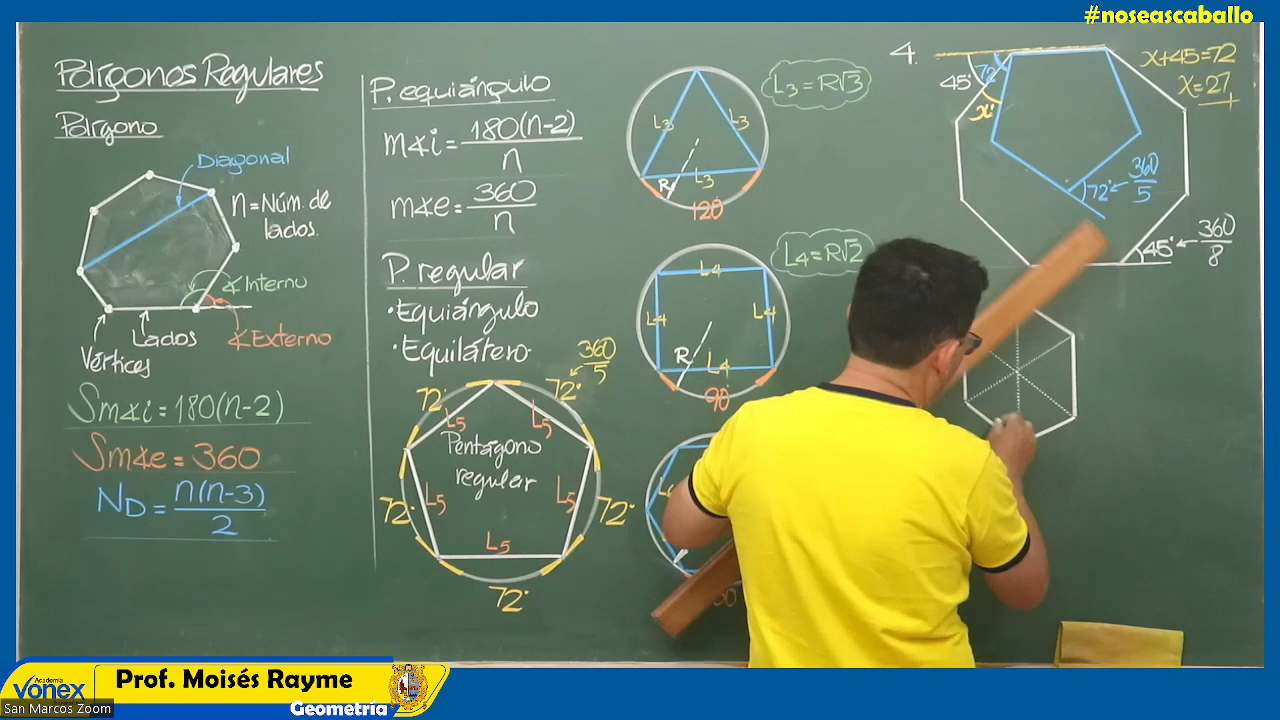 #noseascaballo
Polígonos Regulares
Polígono
Diagonal
n=Núm. de
lados.
∡Interno
∡Externo
Lados
Vértices
Sm∡i=180(n-2)
Sm∡e=360
N_D = n(n-3)/2
P. equiángulo
m∡i= 180(n-2)/n
m∡e= 360/n
P. regular
•Equiángulo
•Equilátero.
360/5
72°
72°
L5
L5
Pentágono
regular
L5
L5
72°
72°
L5
72°
L3=R√3
L3
L3
L3
R
120
L4=R√2
L4
L4
L4
R
L4
90
4.
45°
72°
x°
x+45=72
x=27
72°
360/5
45°
360/8
Academia
VONEX
San Marcos Zoom
Prof. Moisés Rayme
Geometría